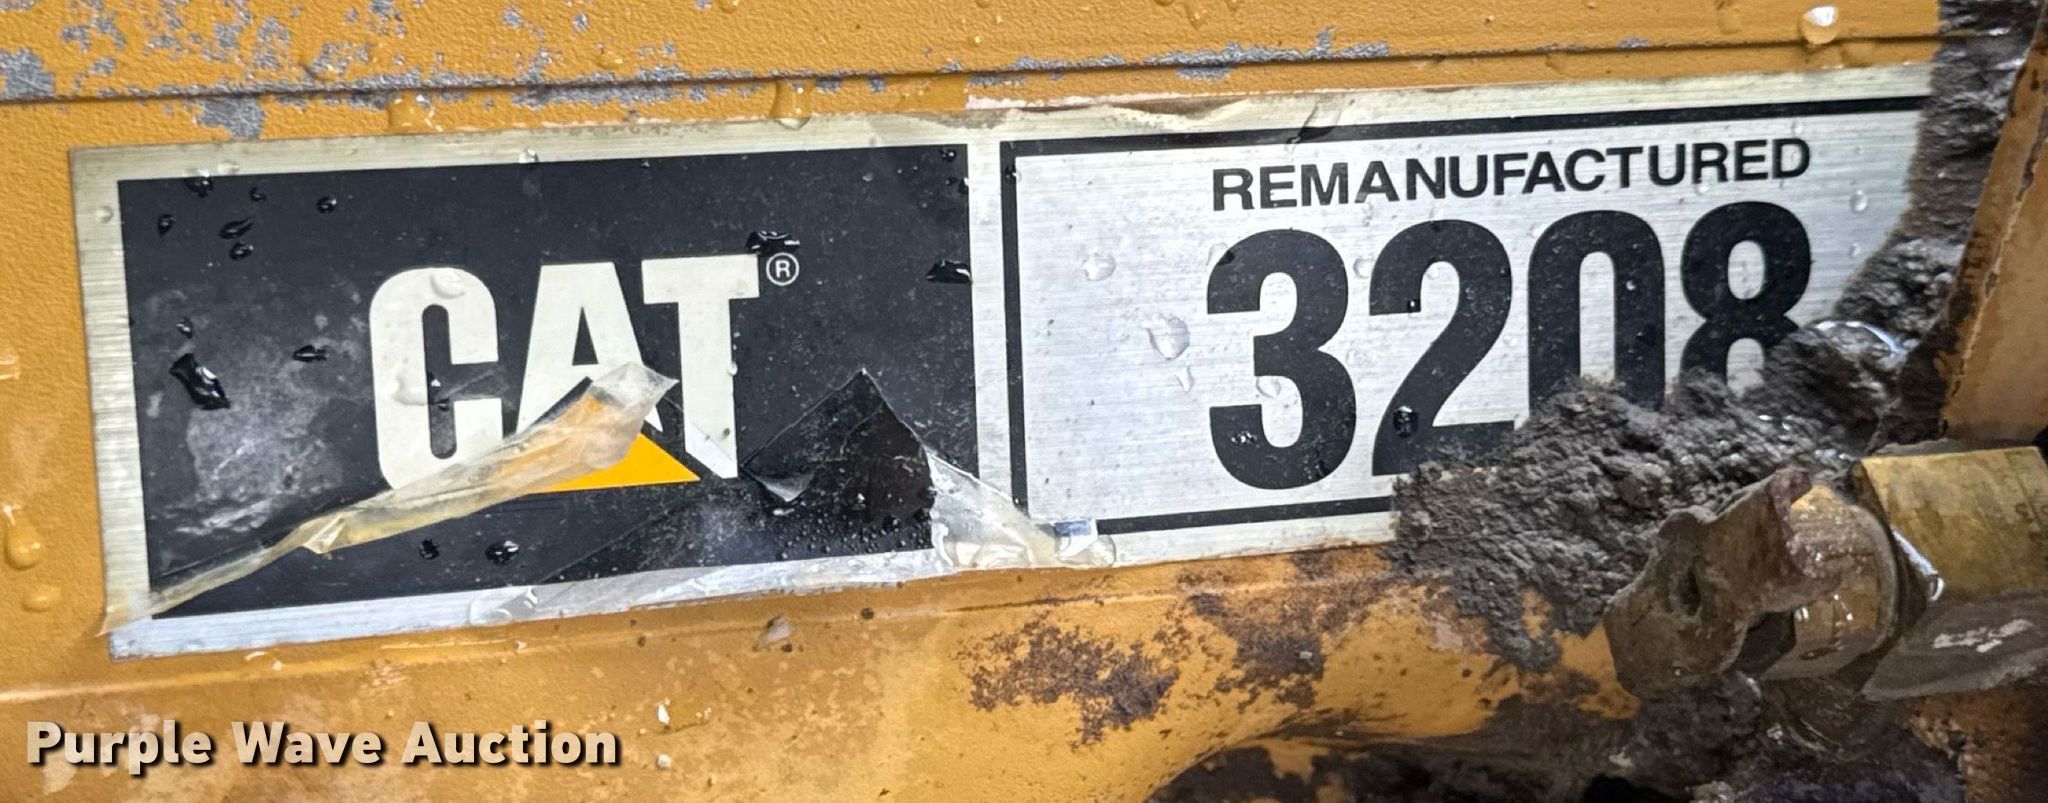 CAT®
REMANUFACTURED
3208
Purple Wave Auction